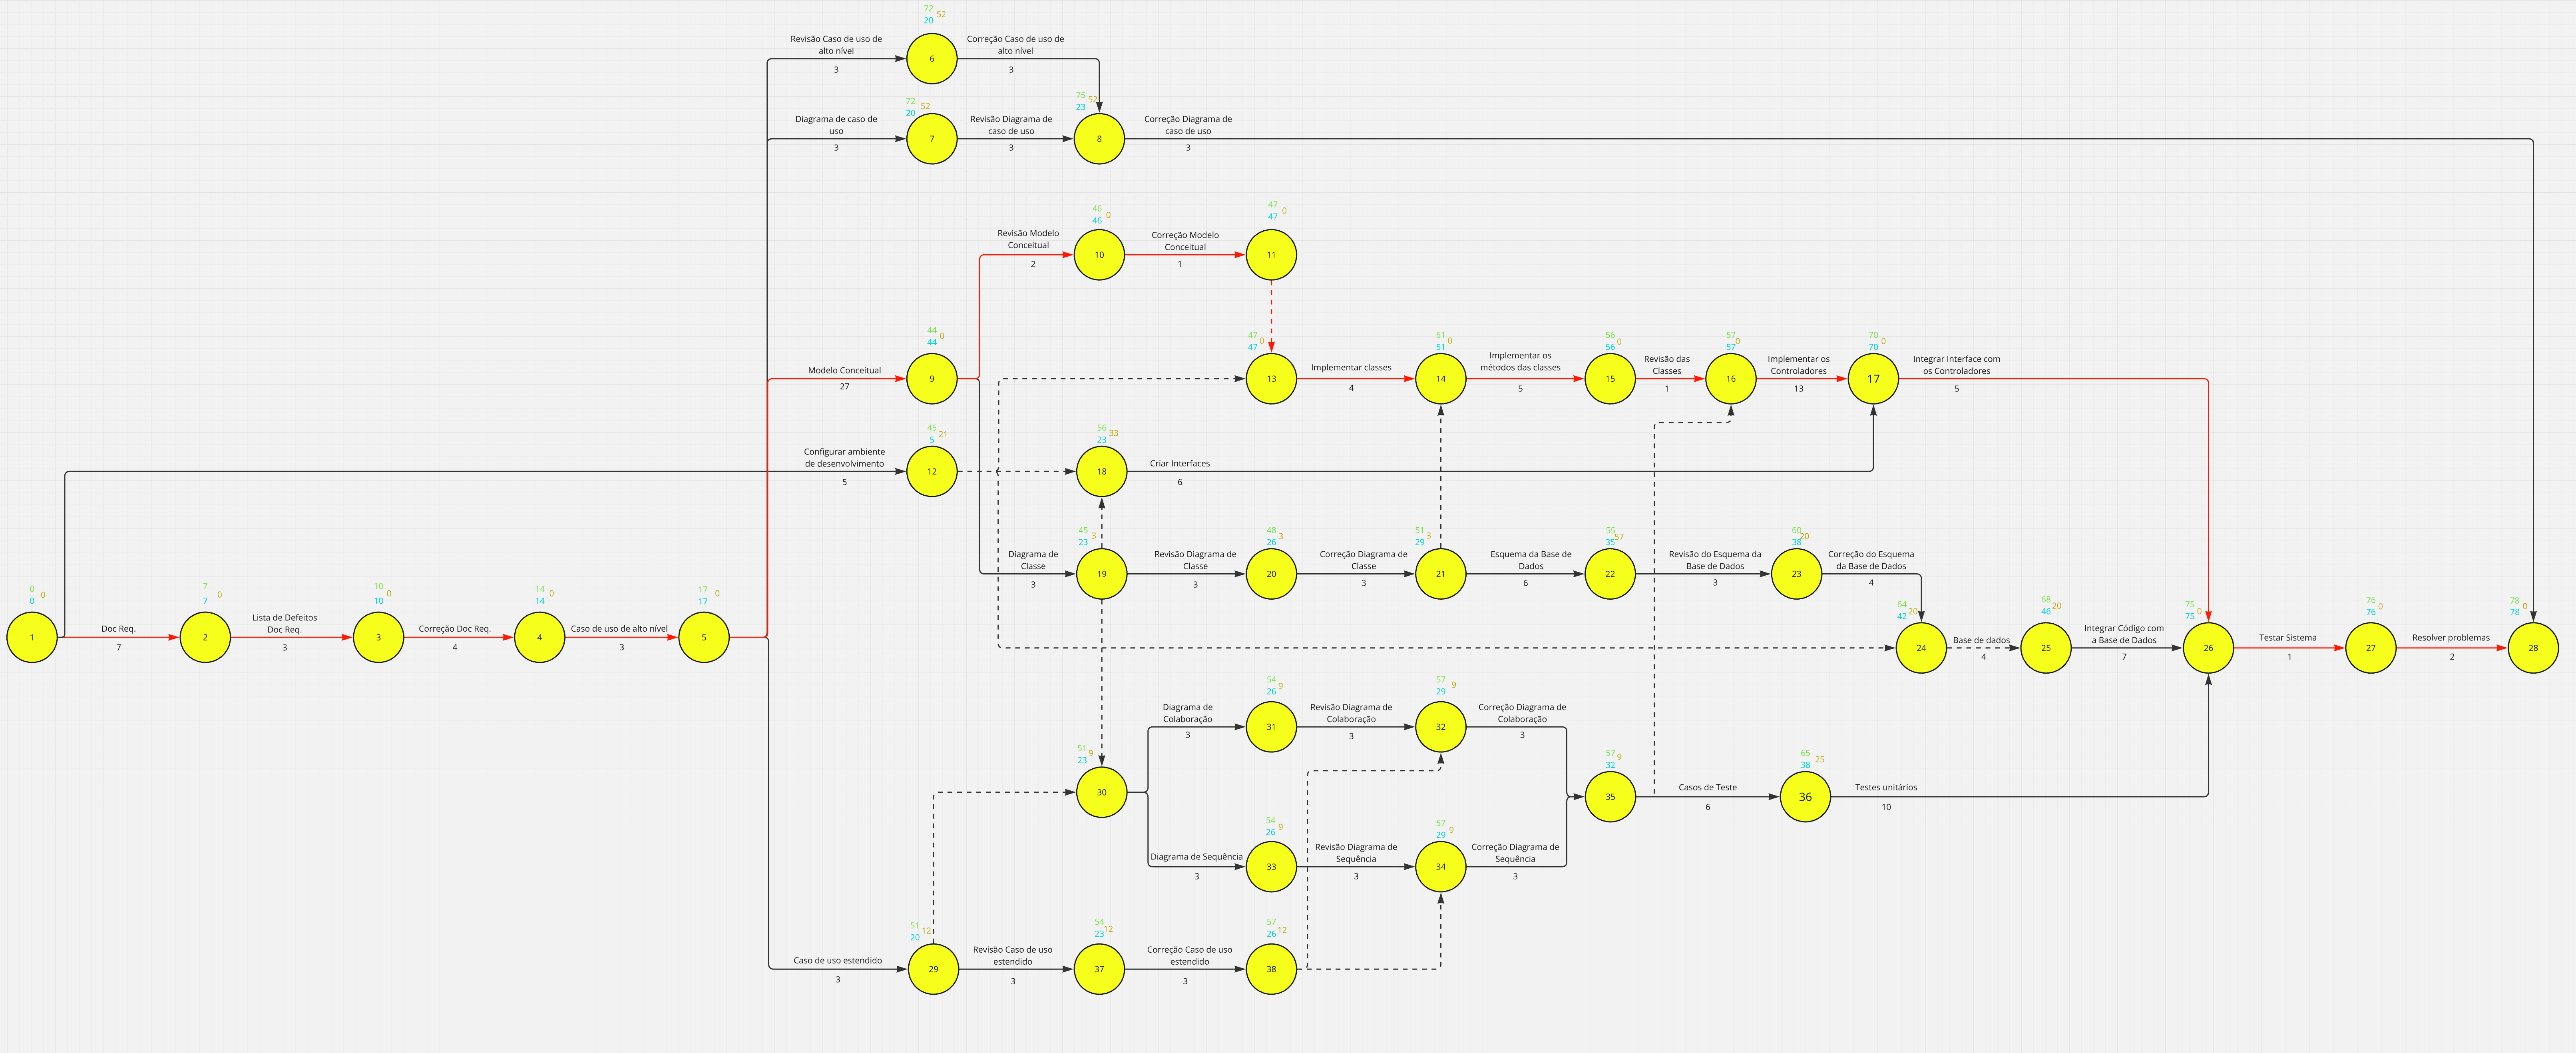 72
20
52
Revisão Caso de uso de
alto nível
3
6
Correção Caso de uso de
alto nível
3
72
20
52
75
23
52
Diagrama de caso de
uso
3
7
Revisão Diagrama de
caso de uso
3
8
Correção Diagrama de
caso de uso
3
46
46
0
47
47
0
Revisão Modelo
Conceitual
2
10
Correção Modelo
Conceitual
1
11
44
44
0
47
47
0
51
51
0
56
56
0
57
57
0
70
70
0
Modelo Conceitual
27
9
13
Implementar classes
4
14
Implementar os
métodos das classes
5
15
Revisão das
Classes
1
16
Implementar os
Controladores
13
17
Integrar Interface com
os Controladores
5
45
5
21
56
23
33
Configurar ambiente
de desenvolvimento
5
12
18
Criar Interfaces
6
45
23
3
48
26
3
51
29
3
55
35
57
60
38
20
Diagrama de
Classe
3
19
Revisão Diagrama de
Classe
3
20
Correção Diagrama de
Classe
3
21
Esquema da Base de
Dados
6
22
Revisão do Esquema da
Base de Dados
3
23
Correção do Esquema
da Base de Dados
4
0
0
0
7
7
0
10
10
0
14
14
0
17
17
0
64
42
20
68
46
20
75
75
0
76
76
0
78
78
0
1
Doc Req.
7
2
Lista de Defeitos
Doc Req.
3
3
Correção Doc Req.
4
4
Caso de uso de alto nível
3
5
24
Base de dados
4
25
Integrar Código com
a Base de Dados
7
26
Testar Sistema
1
27
Resolver problemas
2
28
54
26
9
57
29
9
Diagrama de
Colaboração
3
31
Revisão Diagrama de
Colaboração
3
32
Correção Diagrama de
Colaboração
3
51
23
9
57
32
9
65
38
25
30
35
Casos de Teste
6
36
Testes unitários
10
54
26
9
57
29
9
Diagrama de Sequência
3
33
Revisão Diagrama de
Sequência
3
34
Correção Diagrama de
Sequência
3
51
20
12
54
23
12
57
26
12
Caso de uso estendido
3
29
Revisão Caso de uso
estendido
3
37
Correção Caso de uso
estendido
3
38